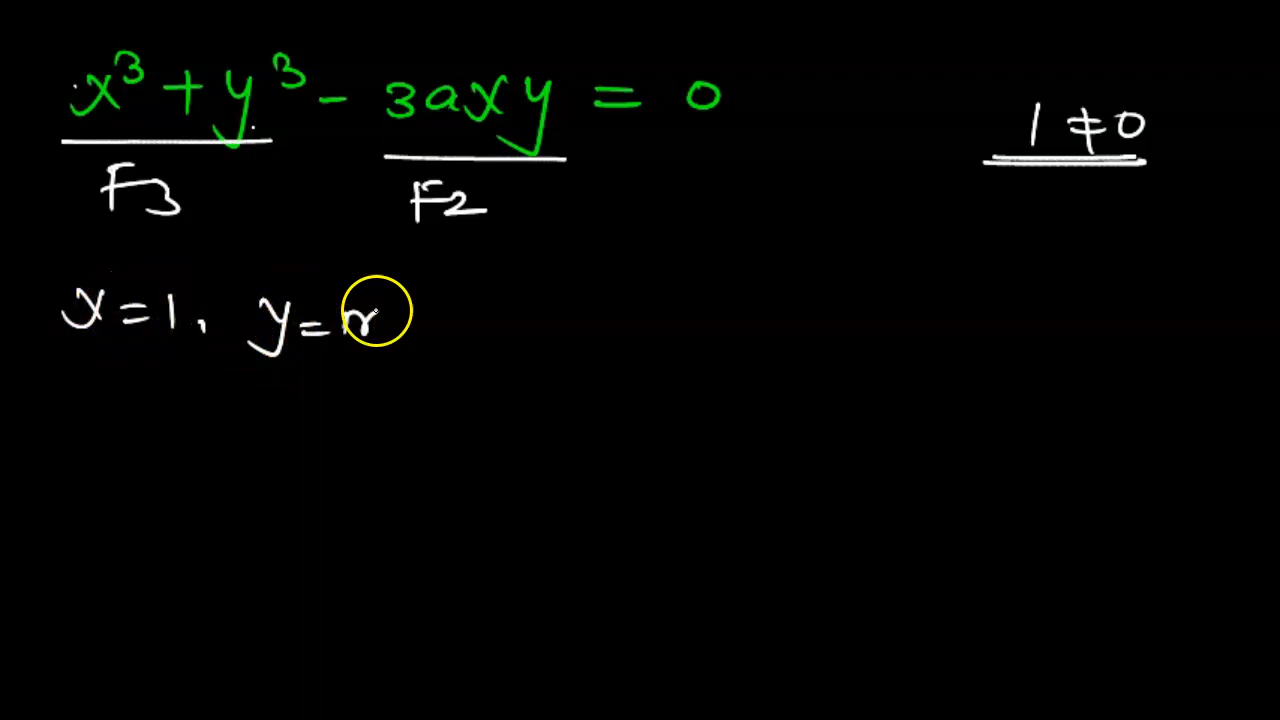 x³ + y³ - 3axy = 0
1 ≠ 0
F3 F2
x = 1, y =